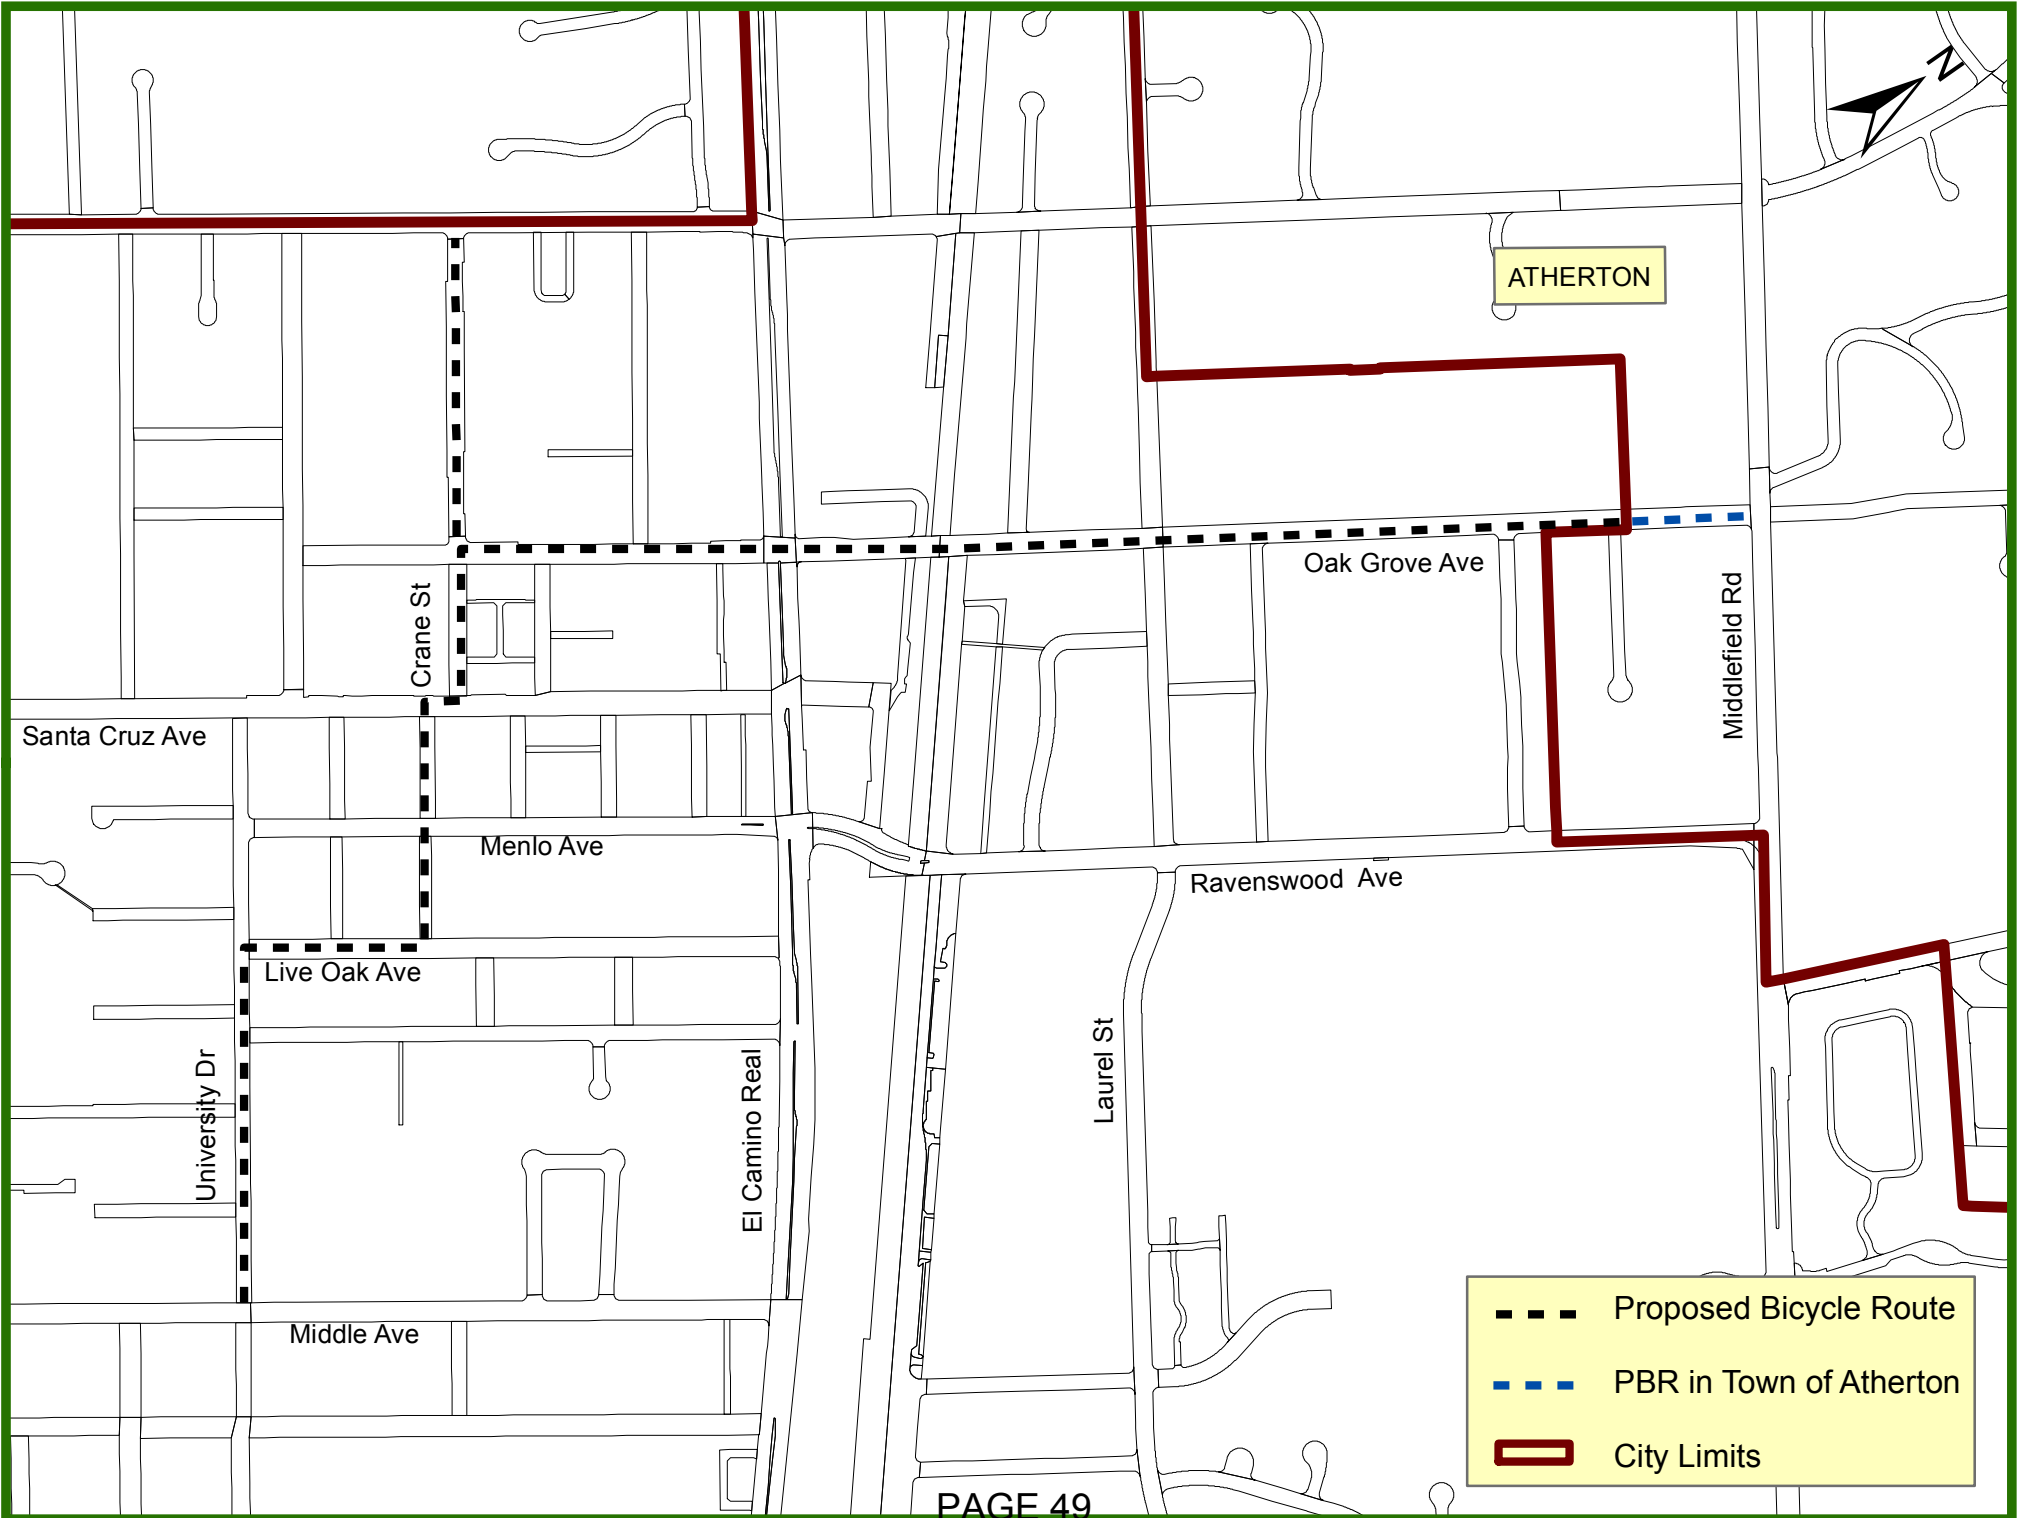 N
ATHERTON
Oak Grove Ave
Crane St
Middlefield Rd
Santa Cruz Ave
Menlo Ave
Ravenswood Ave
Live Oak Ave
University Dr
El Camino Real
Laurel St
Middle Ave
Proposed Bicycle Route
PBR in Town of Atherton
City Limits
PAGE 49